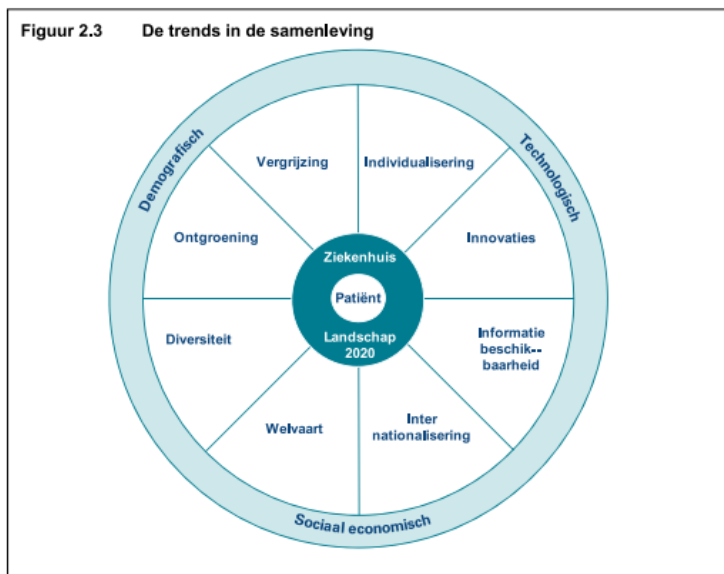 Figuur 2.3 De trends in de samenleving
Demografisch
Technologisch
Vergrijzing
Individualisering
Ontgroening
Innovaties
Ziekenhuis
Patiënt
Landschap
2020
Diversiteit
Informatie
beschik--
baarheid
Welvaart
Inter
nationalisering
Sociaal economisch